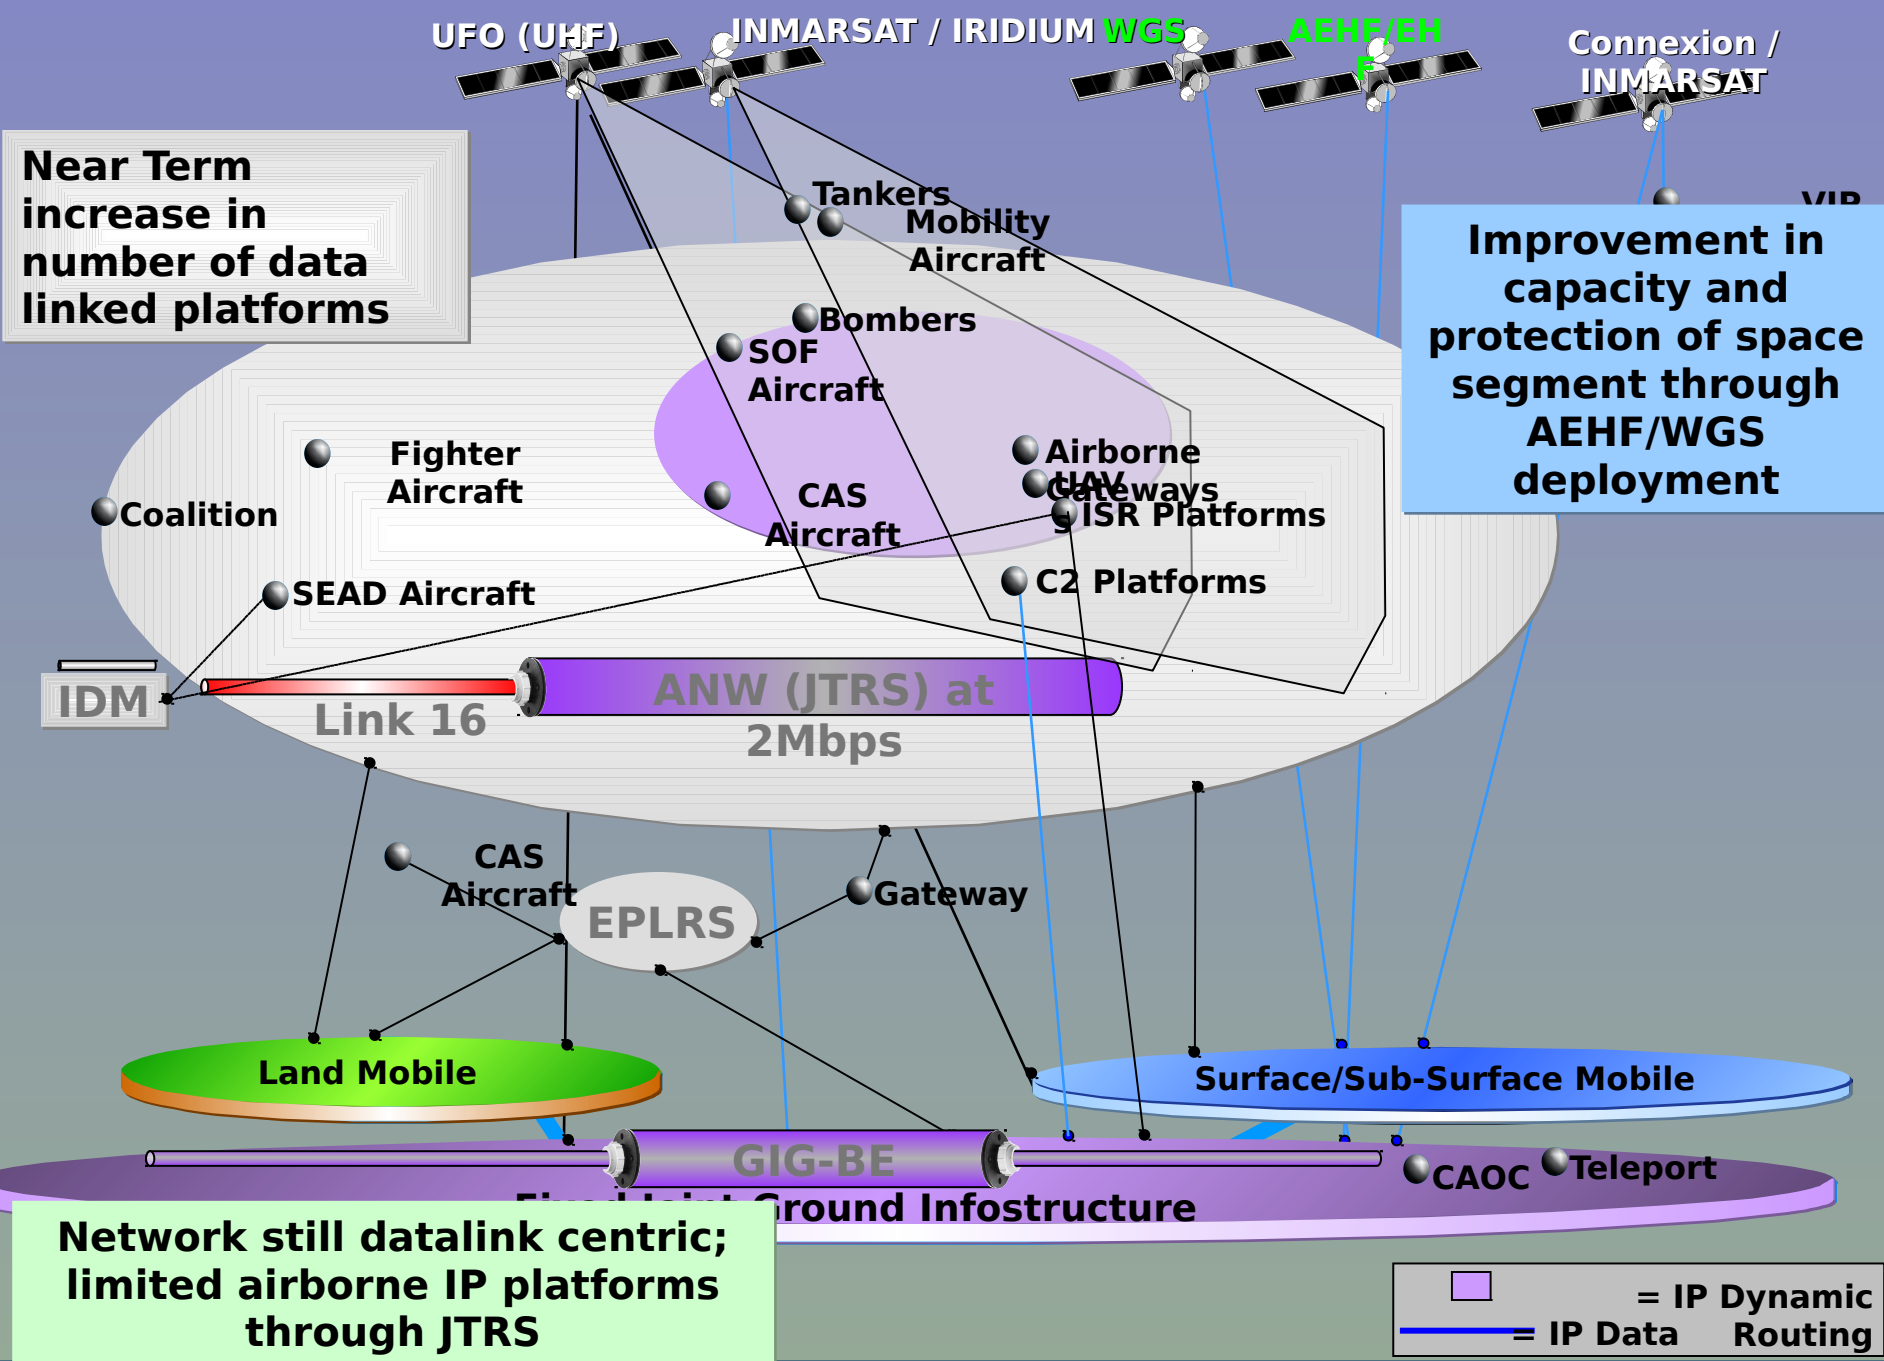 UFO (UHF)
INMARSAT / IRIDIUM
WGS
AEHF/EH
F
Connexion /
INMARSAT
Near Term
increase in
number of data
linked platforms
Tankers
Mobility
Aircraft
VIP
Improvement in
capacity and
protection of space
segment through
AEHF/WGS
deployment
Bombers
SOF
Aircraft
Fighter
Aircraft
Coalition
CAS
Aircraft
Airborne
Gateways
UAV
s
ISR Platforms
C2 Platforms
SEAD Aircraft
IDM
Link 16
ANW (JTRS) at
2Mbps
CAS
Aircraft
EPLRS
Gateway
Land Mobile
Surface/Sub-Surface Mobile
GIG-BE
CAOC
Teleport
Fixed Joint Ground Infostructure
Network still datalink centric;
limited airborne IP platforms
through JTRS
= IP Dynamic
Routing
= IP Data